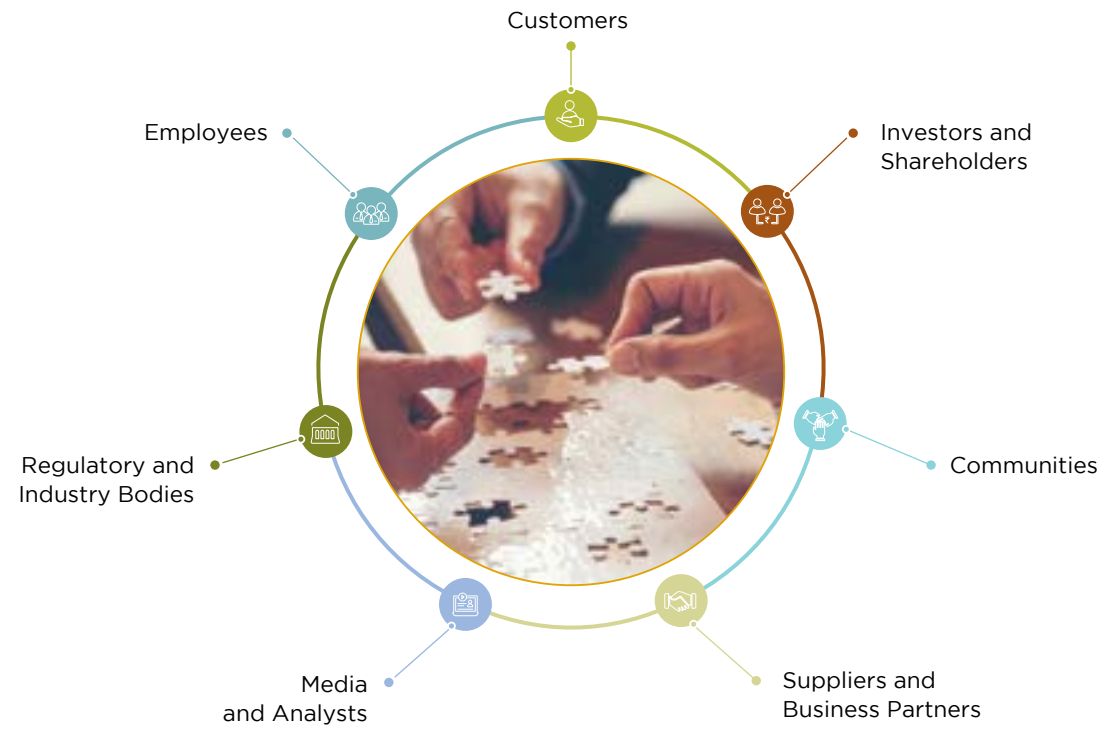 Customers
Investors and
Shareholders
Communities
Suppliers and
Business Partners
Media
and Analysts
Regulatory and
Industry Bodies
Employees